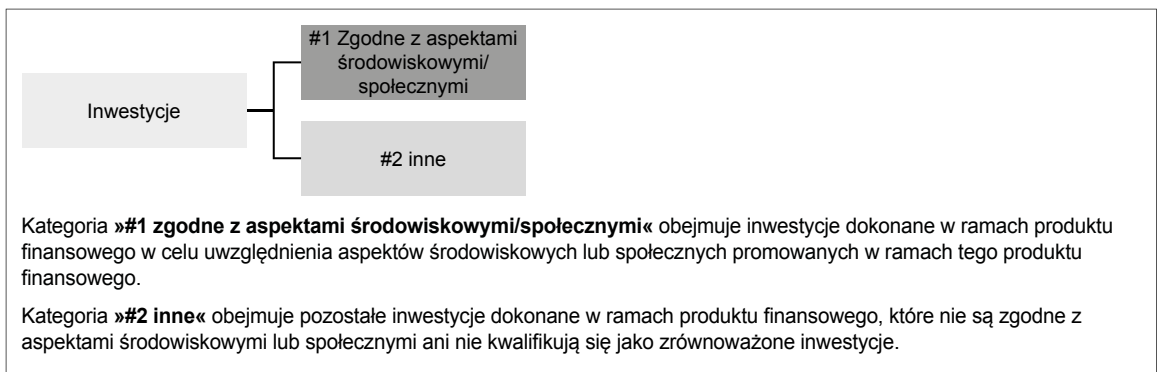 #1 Zgodne z aspektami
środowiskowymi/
społecznymi
Inwestycje
#2 inne
Kategoria »#1 zgodne z aspektami środowiskowymi/społecznymi« obejmuje inwestycje dokonane w ramach produktu
finansowego w celu uwzględnienia aspektów środowiskowych lub społecznych promowanych w ramach tego produktu
finansowego.
Kategoria »#2 inne« obejmuje pozostałe inwestycje dokonane w ramach produktu finansowego, które nie są zgodne z
aspektami środowiskowymi lub społecznymi ani nie kwalifikują się jako zrównoważone inwestycje.